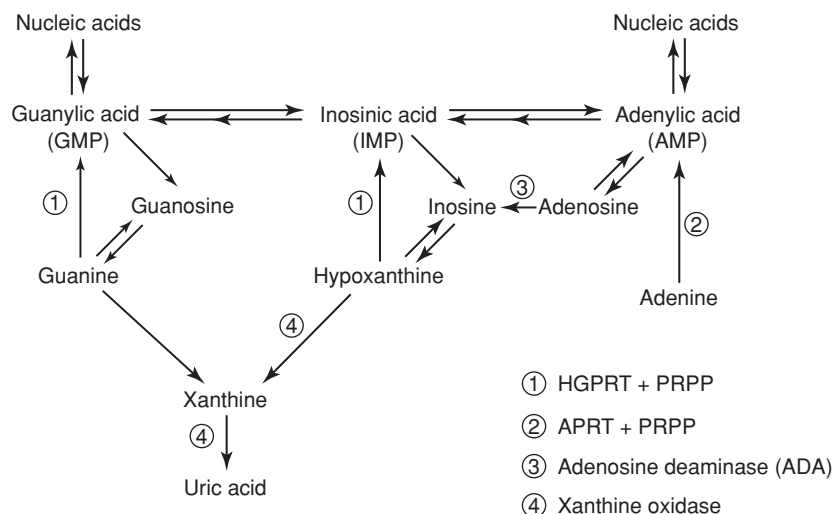 Nucleic acids
Nucleic acids
Guanylic acid
(GMP)
Inosinic acid
(IMP)
Adenylic acid
(AMP)
①
Guanosine
①
Inosine
③
Adenosine
②
Guanine
Hypoxanthine
Adenine
④
Xanthine
④
Uric acid
① HGPRT + PRPP
② APRT + PRPP
③ Adenosine deaminase (ADA)
④ Xanthine oxidase